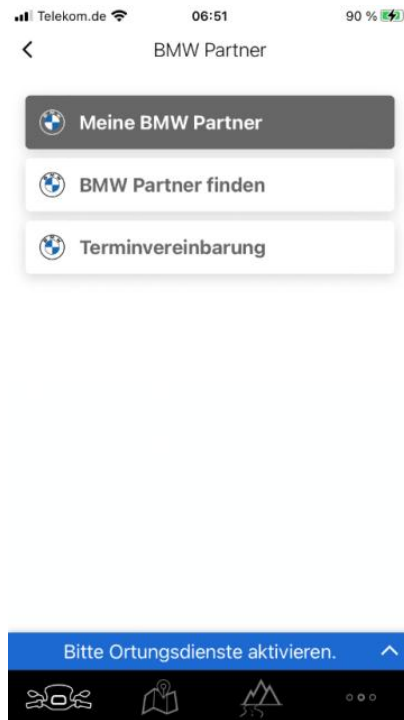 Telekom.de 06:51 90 %
BMW Partner
Meine BMW Partner
BMW Partner finden
Terminvereinbarung
Bitte Ortungsdienste aktivieren.